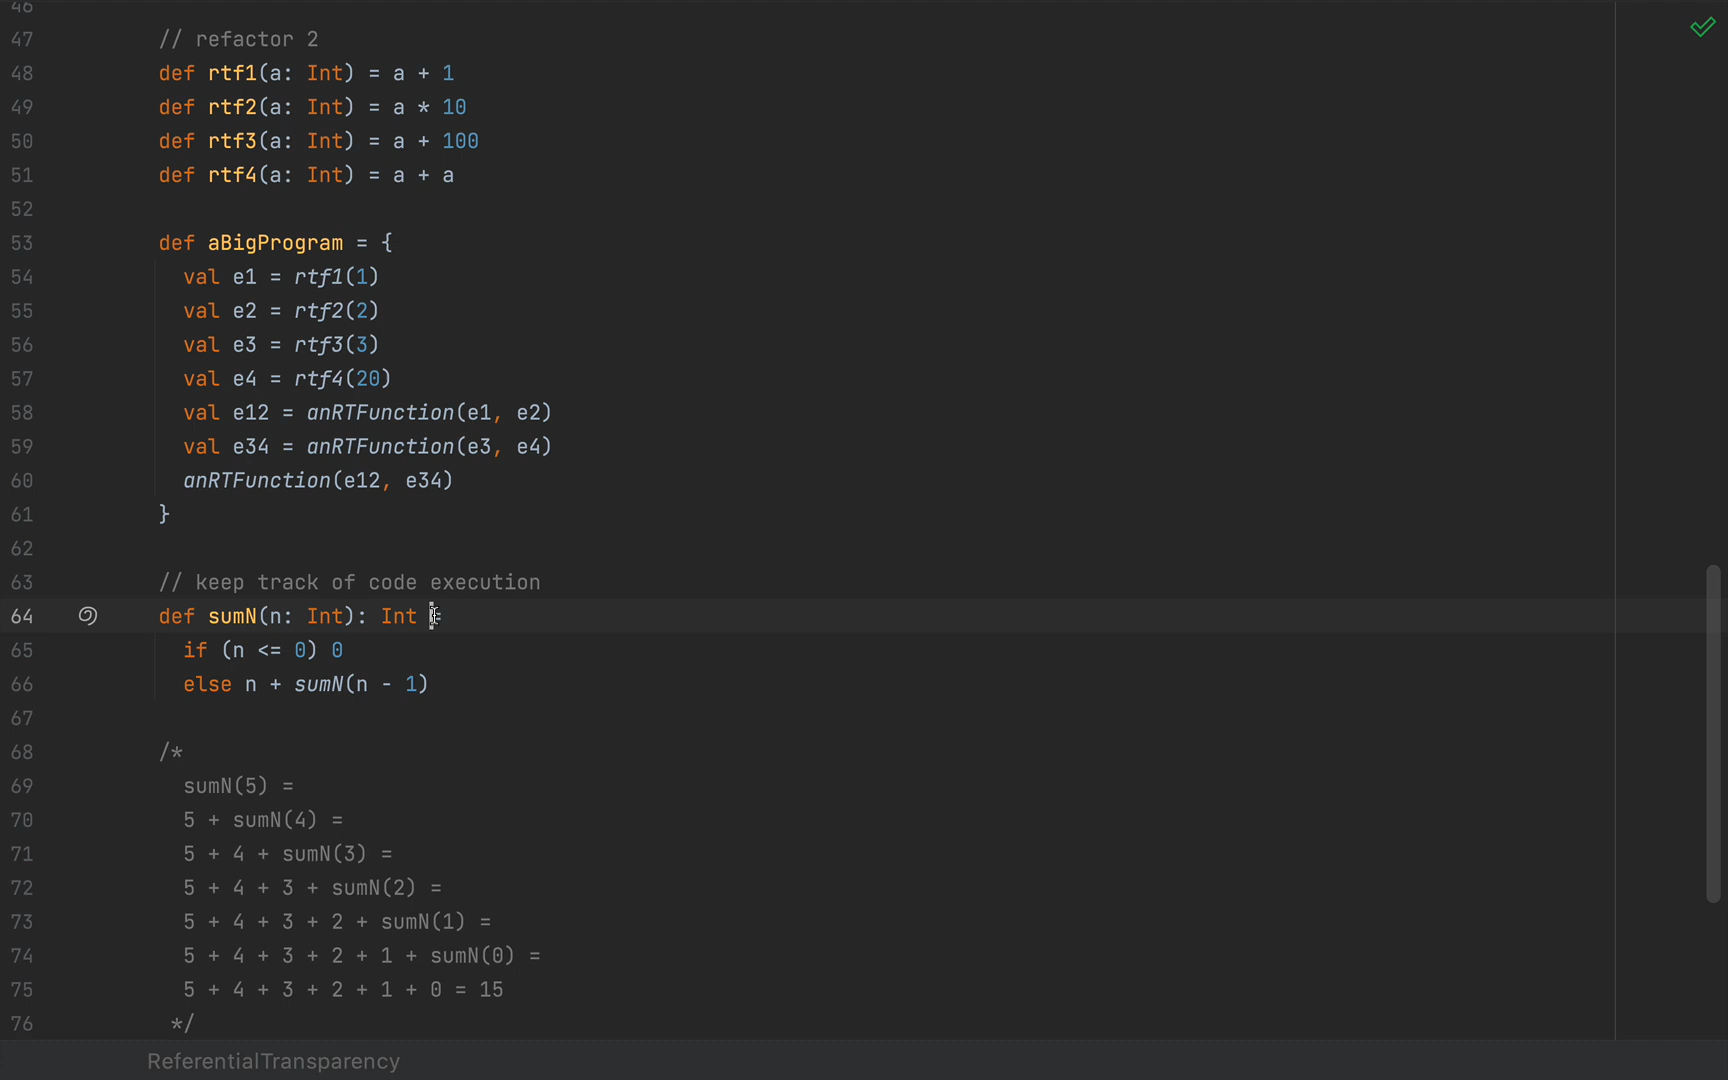 46
47 // refactor 2
48 def rtf1(a: Int) = a + 1
49 def rtf2(a: Int) = a * 10
50 def rtf3(a: Int) = a + 100
51 def rtf4(a: Int) = a + a
52
53 def aBigProgram = {
54 val e1 = rtf1(1)
55 val e2 = rtf2(2)
56 val e3 = rtf3(3)
57 val e4 = rtf4(20)
58 val e12 = anRTFunction(e1, e2)
59 val e34 = anRTFunction(e3, e4)
60 anRTFunction(e12, e34)
61 }
62
63 // keep track of code execution
64 def sumN(n: Int): Int =
65 if (n <= 0) 0
66 else n + sumN(n - 1)
67
68 /*
69 sumN(5) =
70 5 + sumN(4) =
71 5 + 4 + sumN(3) =
72 5 + 4 + 3 + sumN(2) =
73 5 + 4 + 3 + 2 + sumN(1) =
74 5 + 4 + 3 + 2 + 1 + sumN(0) =
75 5 + 4 + 3 + 2 + 1 + 0 = 15
76 */
ReferentialTransparency